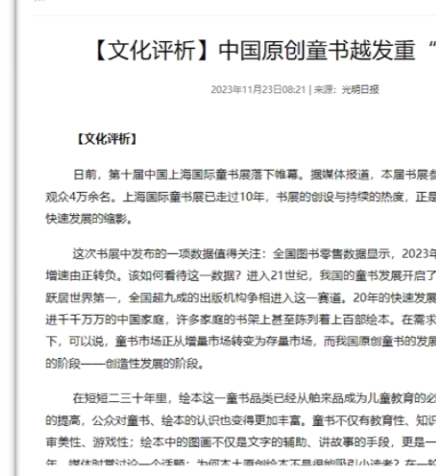 【文化评析】中国原创童书越发重“
2023年11月23日08:21 | 来源：光明日报
【文化评析】
日前，第十届中国上海国际童书展落下帷幕。据媒体报道，本届书展参
观众4万余名。上海国际童书展已走过10年，书展的创设与持续的热度，正是
快速发展的缩影。
这次书展中发布的一项数据值得关注：全国图书零售数据显示，2023年
增速由正转负。该如何看待这一数据？进入21世纪，我国的童书发展开启了
跃居世界第一，全国超九成的出版机构争相进入这一赛道。20年的快速发展
进千千万万的中国家庭，许多家庭的书架上甚至陈列着上百部绘本。在需求
下，可以说，童书市场正从增量市场转变为存量市场，而我国原创童书的发展
的阶段——创造性发展的阶段。
在短短二三十年里，绘本这一童书品类已经从舶来品成为儿童教育的必
的提高，公众对童书、绘本的认识也变得更加丰富。童书不仅有教育性、知识
审美性、游戏性；绘本中的图画不仅是文字的辅助、讲故事的手段，更是一
年，媒体时常讨论一个话题：为何本土原创绘本不是很能吸引小读者？在一阶